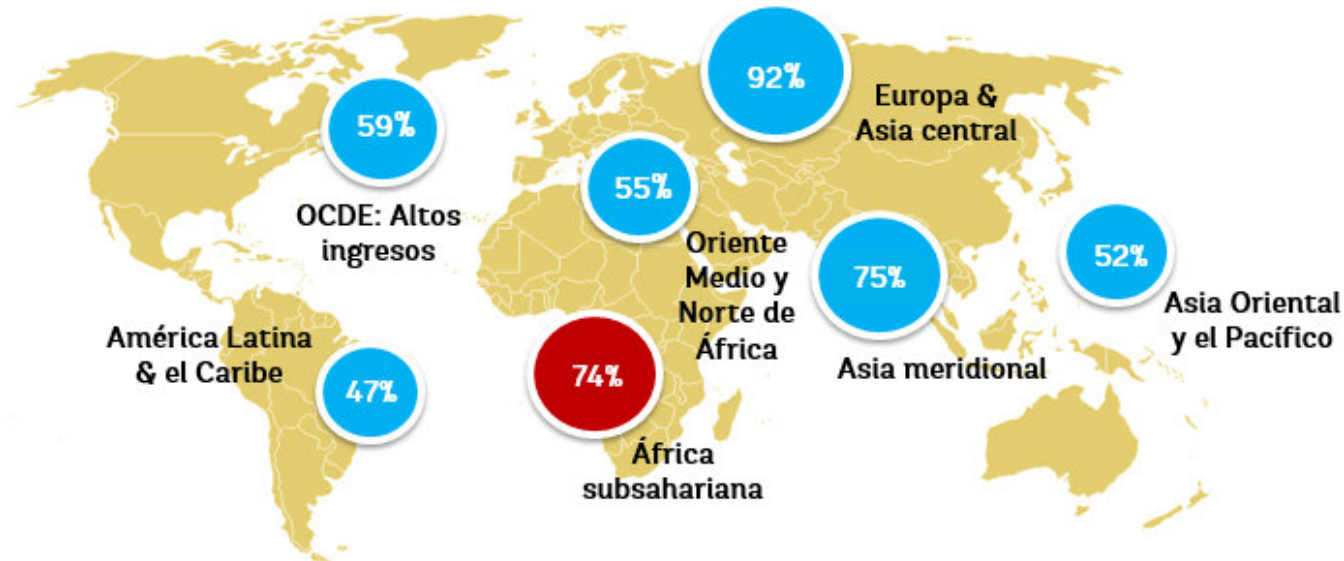 92%
Europa &
Asia central
59%
OCDE: Altos
ingresos
55%
Oriente
Medio y
Norte de
África
75%
Asia meridional
52%
Asia Oriental
y el Pacífico
América Latina
& el Caribe
47%
74%
África
subsahariana